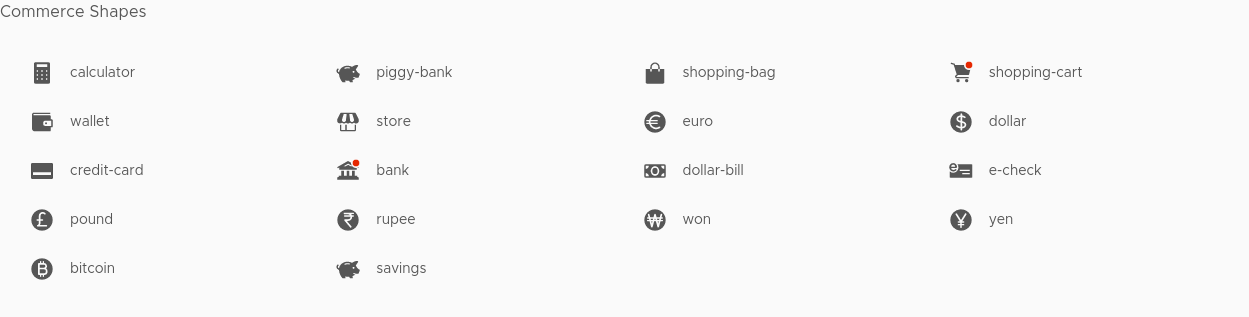 Commerce Shapes
calculator piggy-bank shopping-bag shopping-cart
wallet store euro dollar
credit-card bank dollar-bill e-check
pound rupee won yen
bitcoin savings